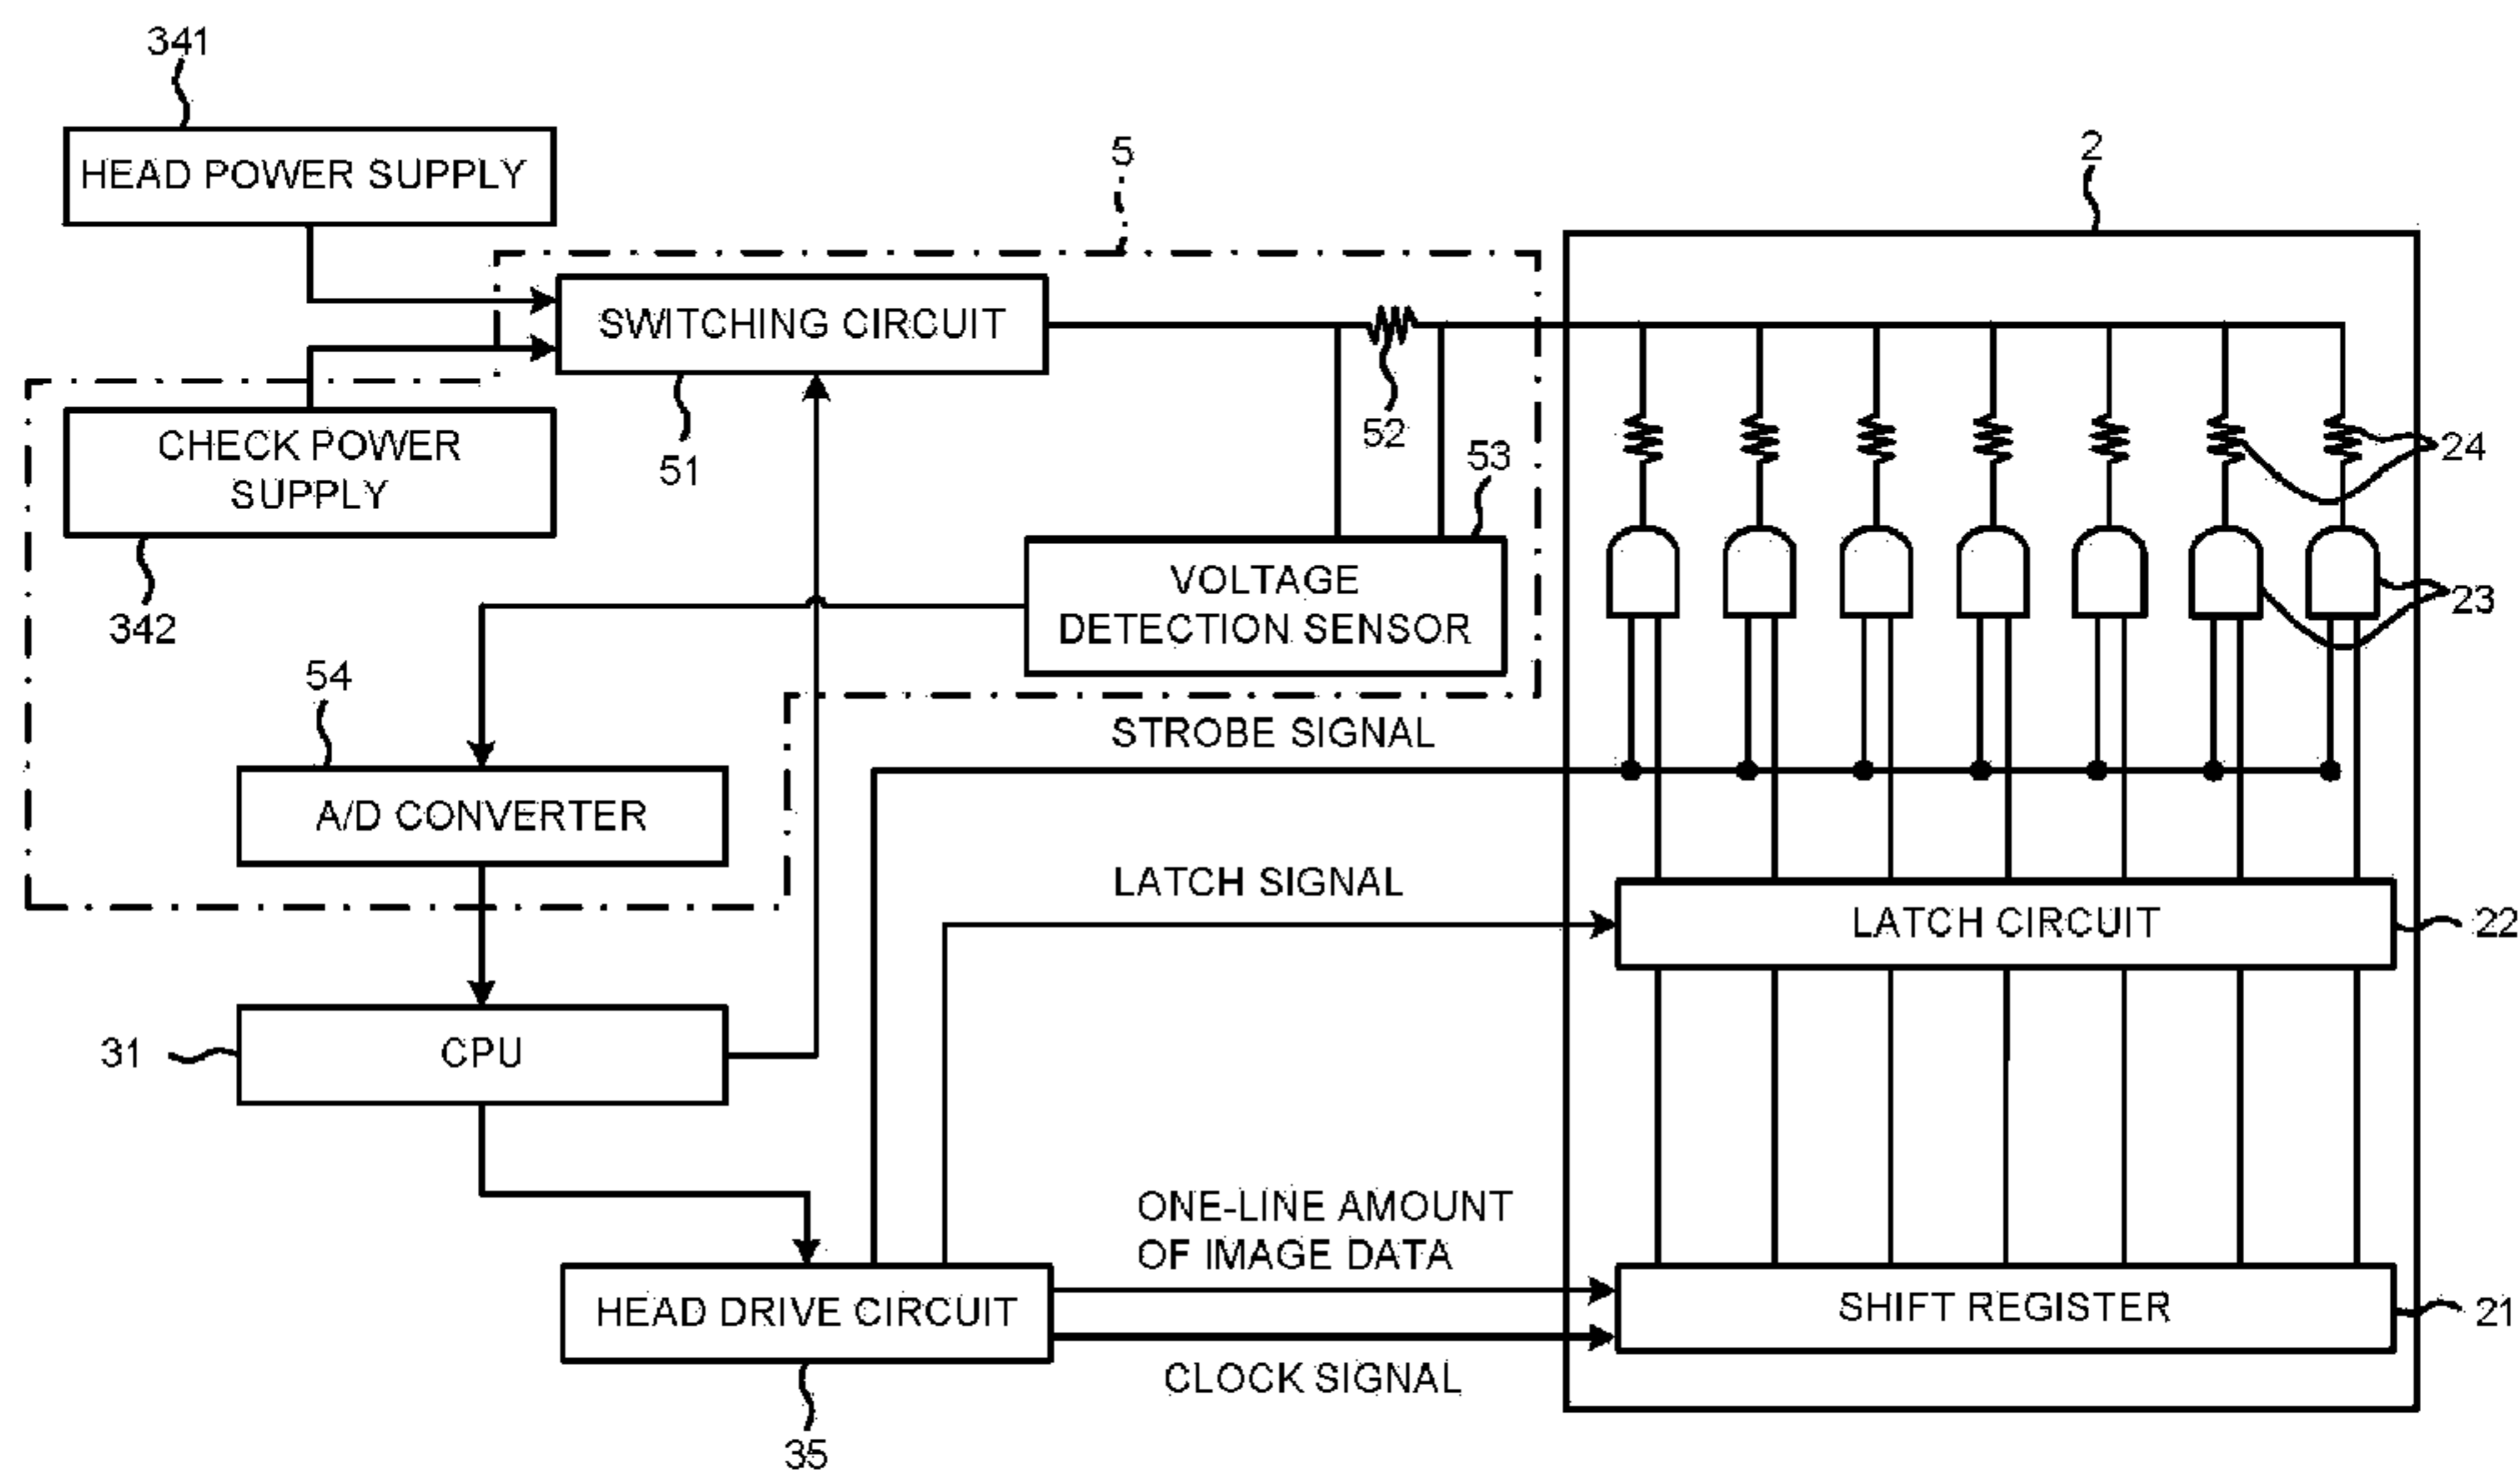 341
HEAD POWER SUPPLY
5
2
SWITCHING CIRCUIT
CHECK POWER
SUPPLY
51
52
53
24
342
VOLTAGE
DETECTION SENSOR
23
54
STROBE SIGNAL
A/D CONVERTER
LATCH SIGNAL
LATCH CIRCUIT
22
31
CPU
ONE-LINE AMOUNT
OF IMAGE DATA
HEAD DRIVE CIRCUIT
SHIFT REGISTER
21
CLOCK SIGNAL
35